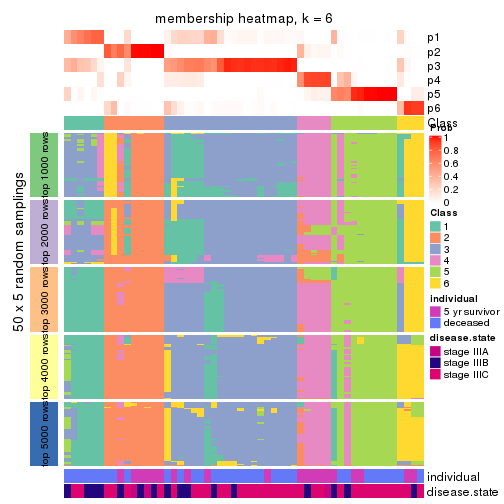 membership heatmap, k = 6
p1
p2
p3
p4
p5
p6
Class
Prob
1
0.8
0.6
0.4
0.2
0
Class
1
2
3
4
5
6
individual
5 yr survivor
deceased
disease.state
stage IIIA
stage IIIB
stage IIIC
50 x 5 random samplings
top 1000 rows
top 2000 rows
top 3000 rows
top 4000 rows
top 5000 rows
individual
disease.state